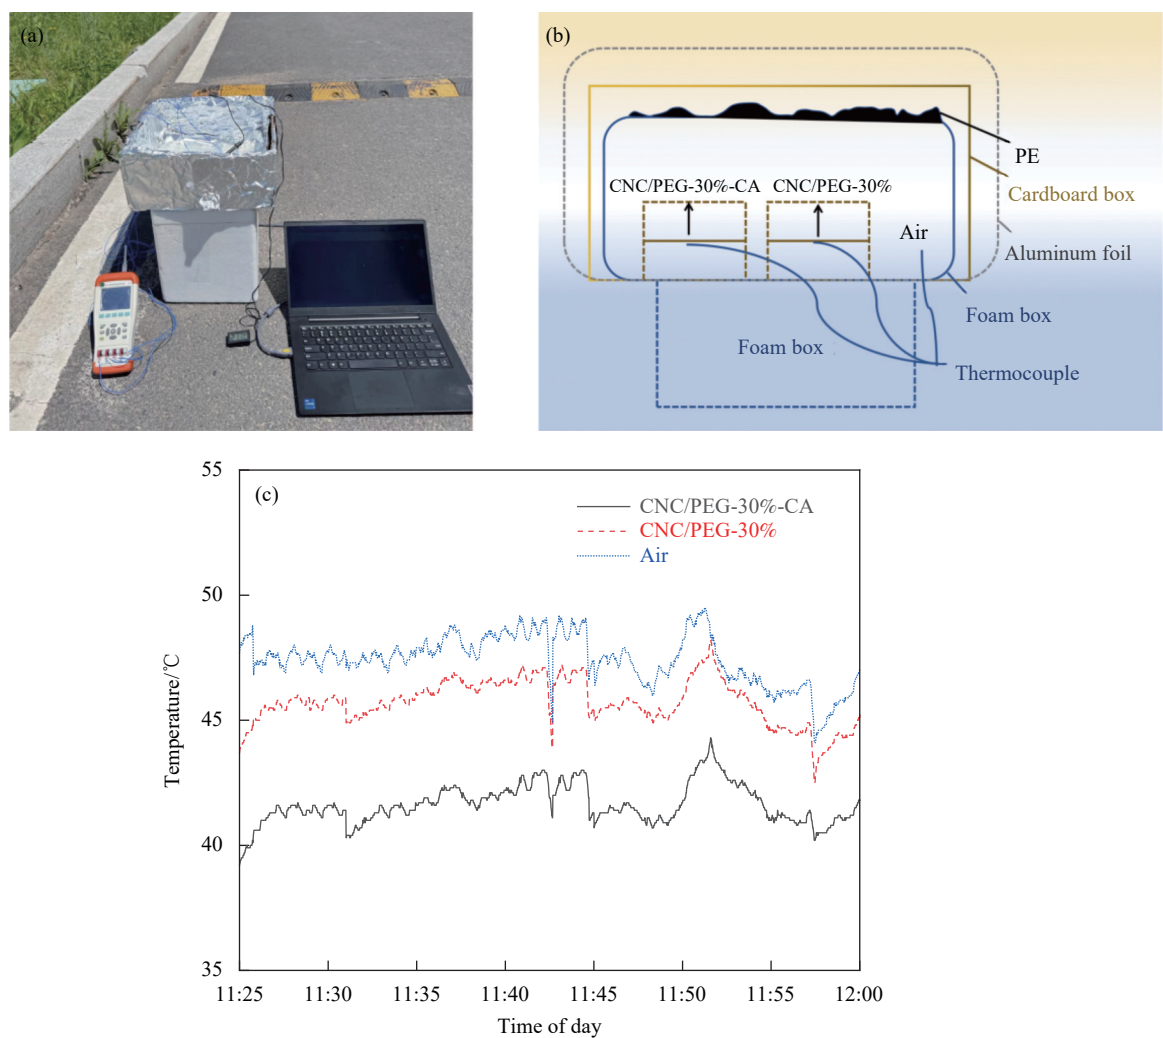 (a)
(b)
PE
CNC/PEG-30%-CA
CNC/PEG-30%
Cardboard box
Air
Aluminum foil
Foam box
Foam box
Thermocouple
(c)
CNC/PEG-30%-CA
CNC/PEG-30%
Air
Temperature/℃
55
50
45
40
35
11:25
11:30
11:35
11:40
11:45
11:50
11:55
12:00
Time of day